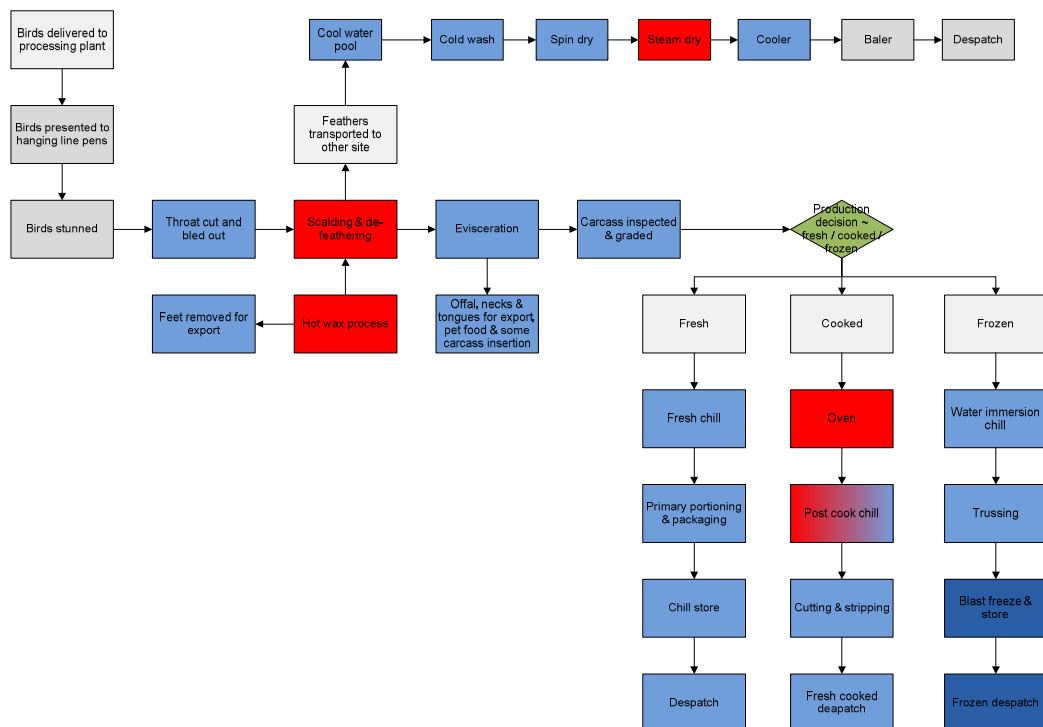 Birds delivered to
processing plant
Cool water
pool
Cold wash
Spin dry
Steam dry
Cooler
Baler
Despatch
Birds presented to
hanging line pens
Feathers
transported to
other site
Birds stunned
Throat cut and
bled out
Scalding & de-
feathering
Evisceration
Carcass inspected
& graded
Production
decision ~
fresh / cooked /
frozen
Feet removed for
export
Hot wax process
Offal, necks &
tongues for export,
pet food & some
carcass insertion
Fresh
Cooked
Frozen
Fresh chill
Oven
Water immersion
chill
Primary portioning
& packaging
Post cook chill
Trussing
Chill store
Cutting & stripping
Blast freeze &
store
Despatch
Fresh cooked
deapatch
Frozen despatch